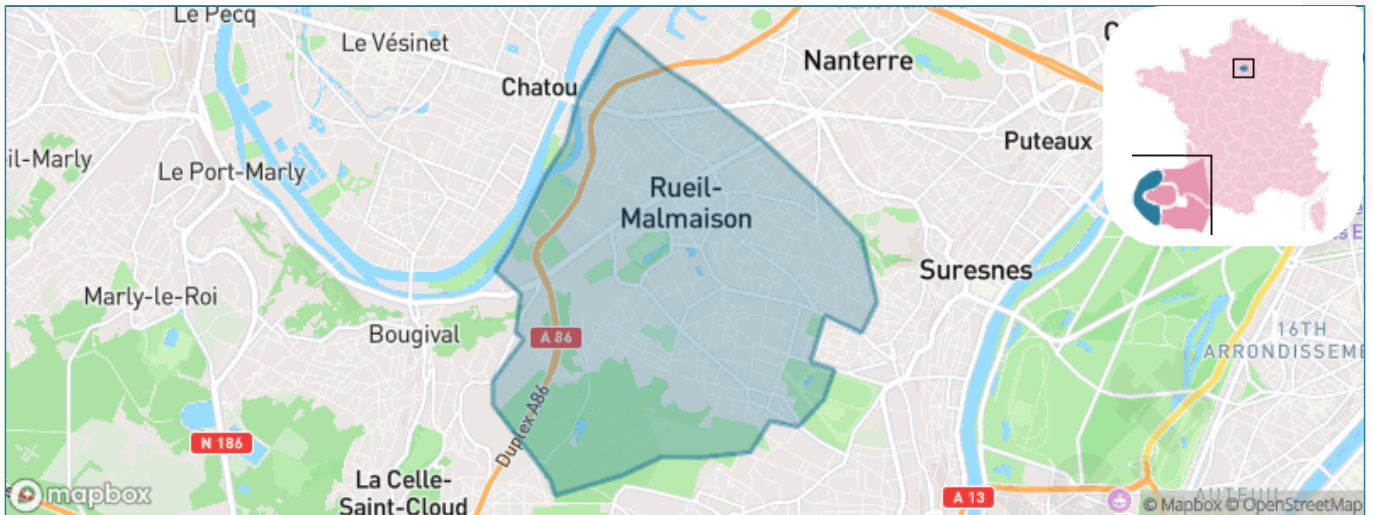 Le Pecq
Le Vésinet
Nanterre
Chatou
Puteaux
il-Marly
Le Port-Marly
Rueil-
Malmaison
Suresnes
Marly-le-Roi
Bougival
A 86
16TH
ARRONDISSEME
Duplex A86
N 186
La Celle-
Saint-Cloud
A 13
AUTEUIL
mapbox
© Mapbox © OpenStreetMap